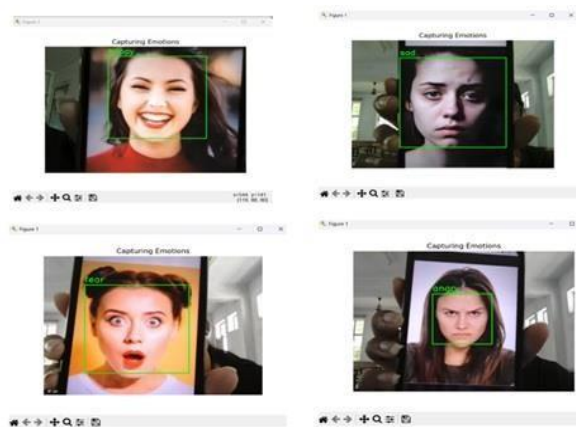 Figure 1
Capturing Emotions
happy
Figure 1
Capturing Emotions
sad
Figure 1
Capturing Emotions
fear
Figure 1
Capturing Emotions
angry